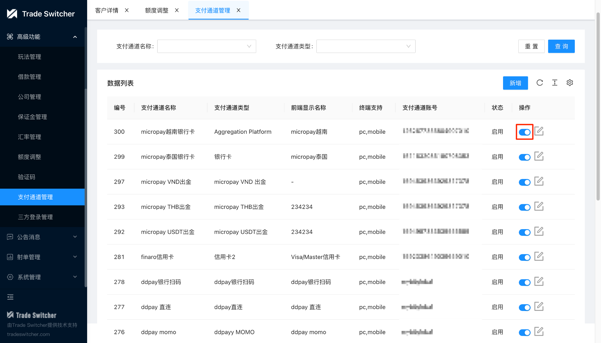 Trade Switcher
客户详情 ×
额度调整 ×
支付通道管理 ×
高级功能
玩法管理
借款管理
公司管理
保证金管理
汇率管理
额度调整
验证码
支付通道管理
三方登录管理
公告消息
财单管理
系统管理
Trade Switcher
由Trade Switcher提供技术支持
tradeswitcher.com
支付通道名称:
支付通道类型:
重 置
查 询
数据列表
新增
编号 支付通道名称 支付通道类型 前端显示名称 终端支持 支付通道账号 状态 操作
300 micropay越南银行卡 Aggregation Platform micropay越南 pc,mobile 启用
299 micropay泰国银行卡 银行卡 micropay泰国 pc,mobile 启用
297 micropay VND出金 micropay VND 出金 - pc,mobile 启用
293 micropay THB出金 micropay THB出金 234234 pc,mobile 启用
292 micropay USDT出金 micropay USDT出金 234234 pc,mobile 启用
281 finaro信用卡 信用卡2 Visa/Master信用卡 pc,mobile 启用
278 ddpay银行扫码 ddpay银行扫码 ddpay银行扫码 pc,mobile 启用
277 ddpay 直连 ddpay直连 ddpay 直连 pc,mobile 启用
276 ddpay momo ddpayy MOMO ddpay momo pc,mobile 启用